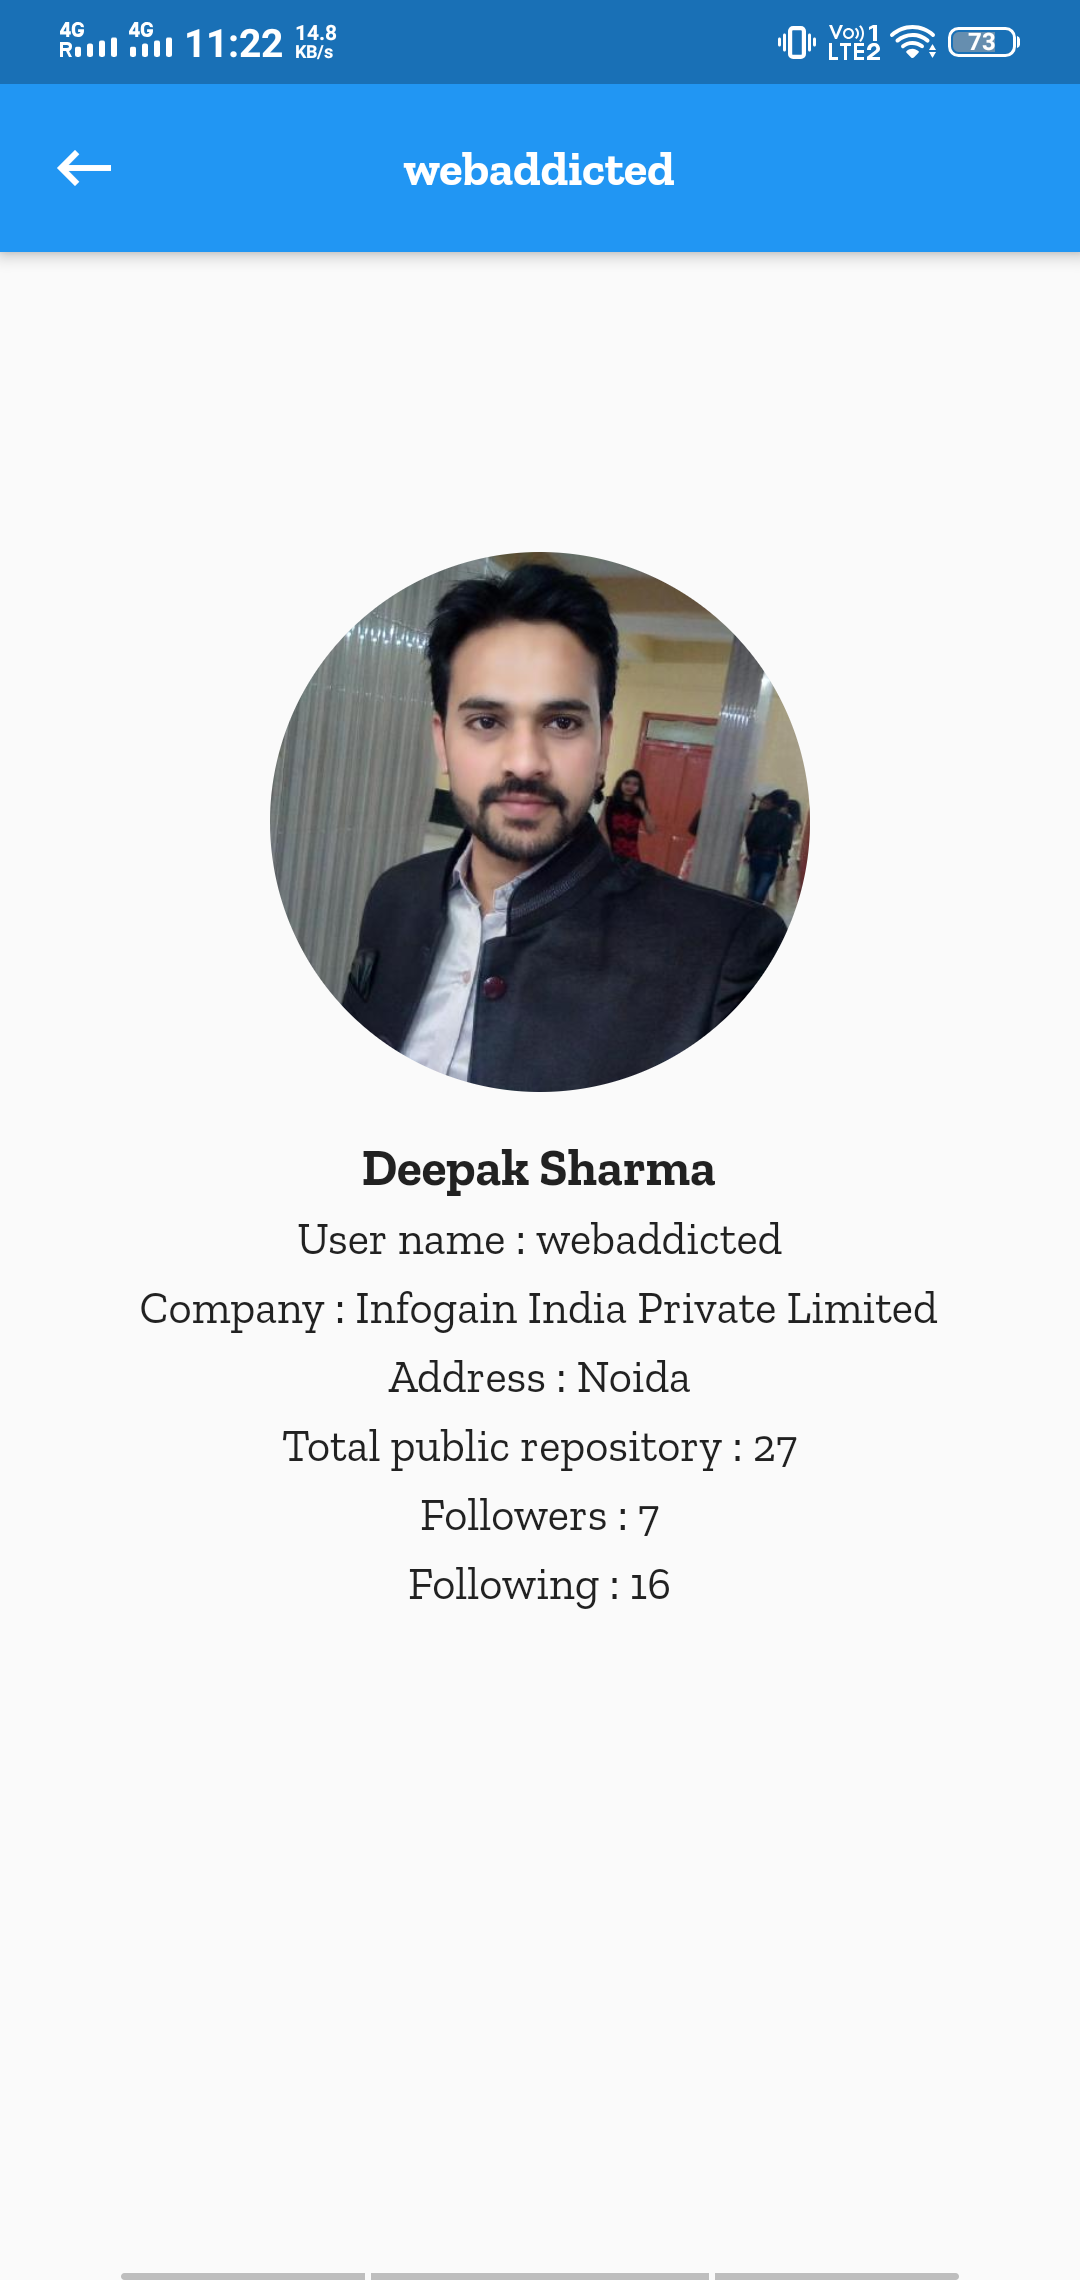 4G 4G 11:22 14.8
R KB/s
Vo)) 1
LTE2
73
webaddicted
Deepak Sharma
User name : webaddicted
Company : Infogain India Private Limited
Address : Noida
Total public repository : 27
Followers : 7
Following : 16